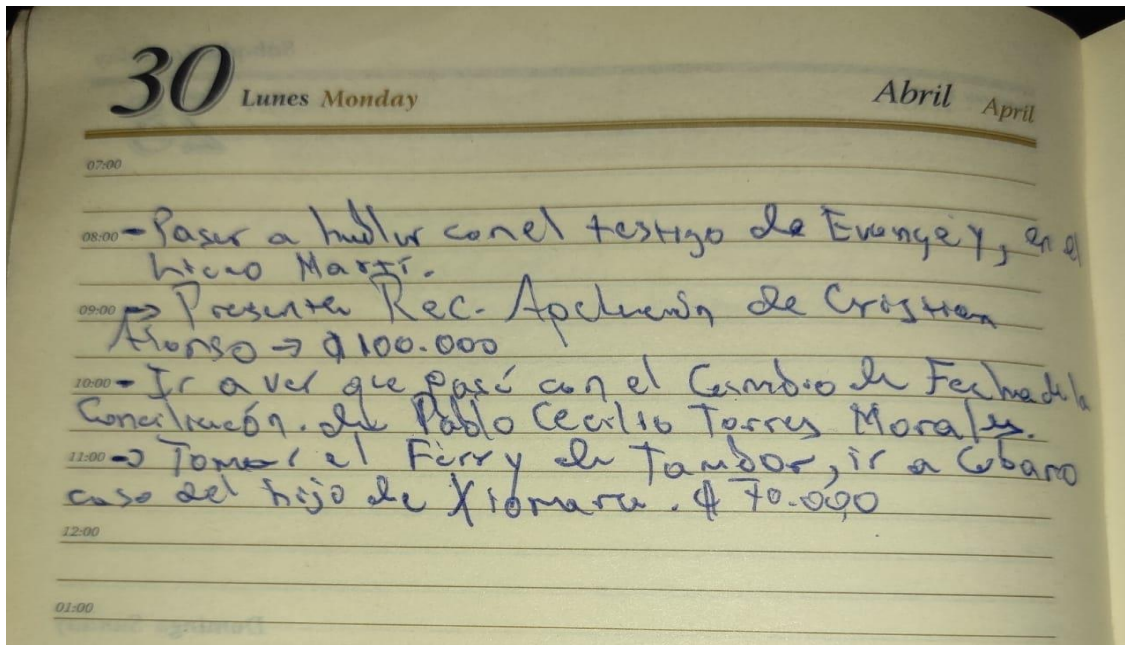 30 Lunes Monday Abril April
07:00
08:00 - Pasar a hablar con el testigo de Evangey, en el
Liceo Martí.
09:00 → Presentar Rec. Apelación de Cristian
Alonso → ₡100.000
10:00 - Ir a ver que pasó con el Cambio de Fecha de la
Conciliación. de Pablo Cecilio Torres Morales.
11:00 → Tomar el Ferry de Tambor, ir a Cobano
caso del hijo de Xiomara. ₡70.000
12:00
01:00